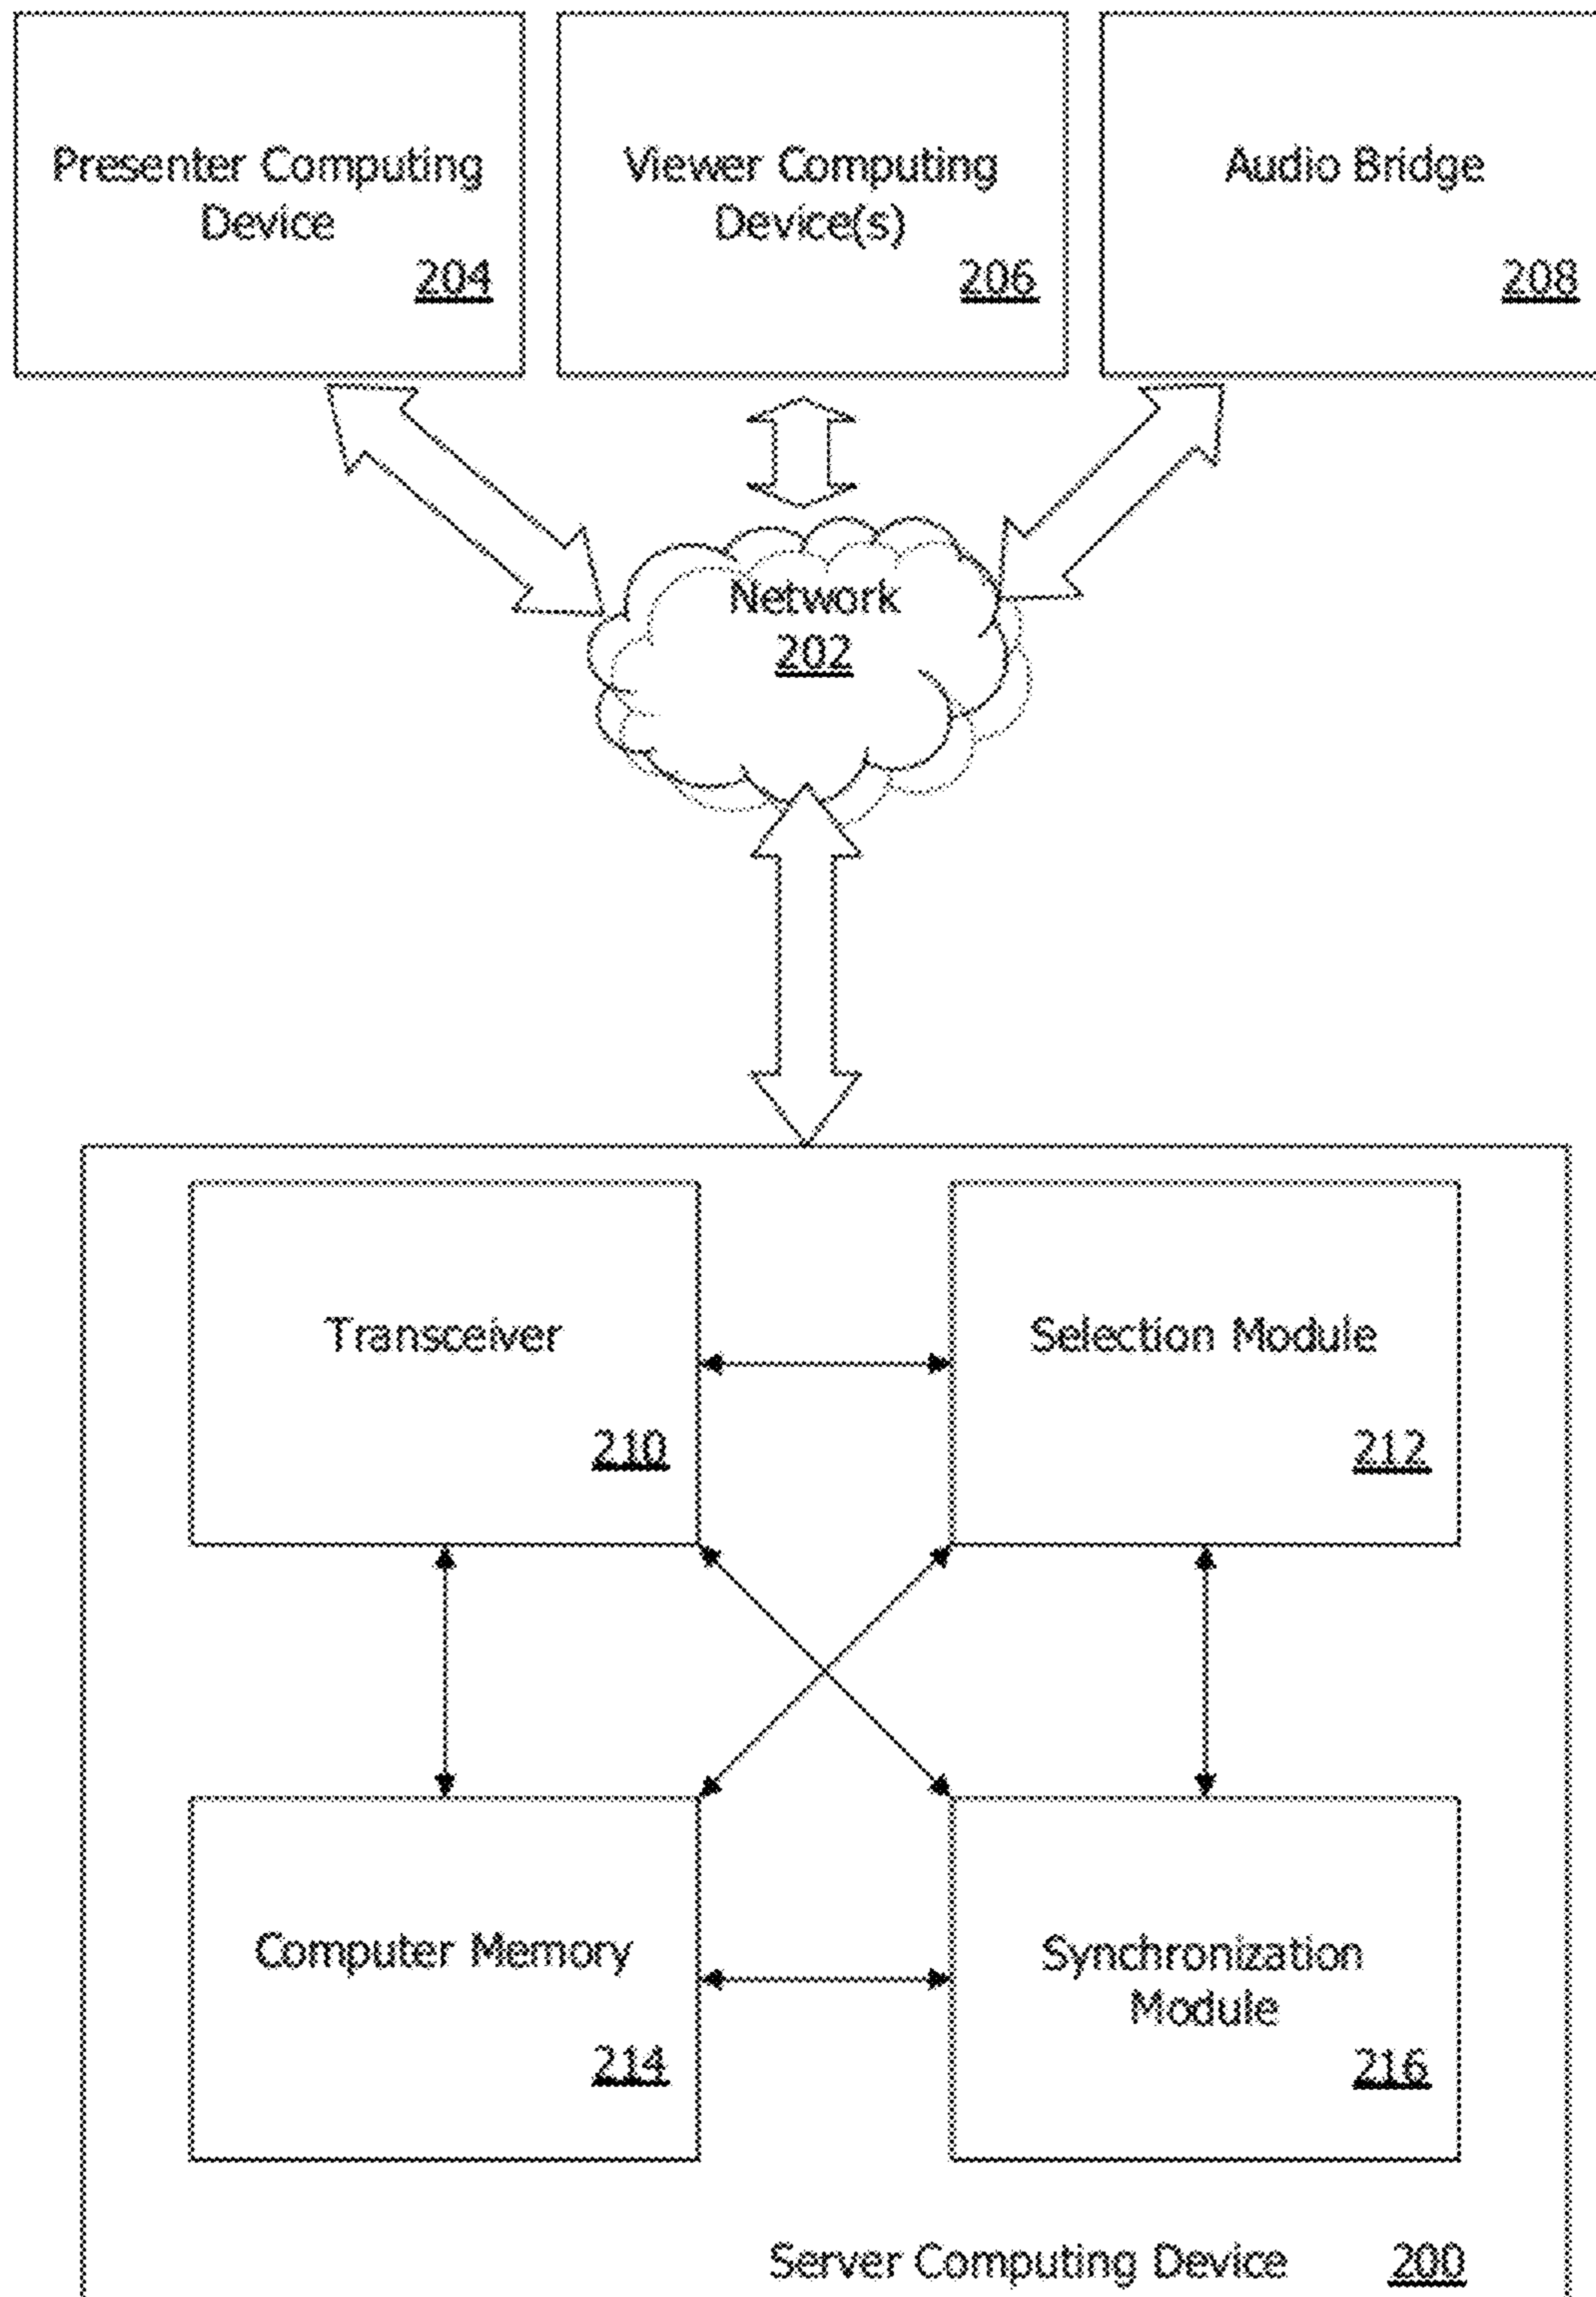 Presenter Computing
Device
204
Viewer Computing
Device(s)
206
Audio Bridge
208
Network
202
Transceiver
210
Selection Module
212
Computer Memory
214
Synchronization
Module
216
Server Computing Device 200